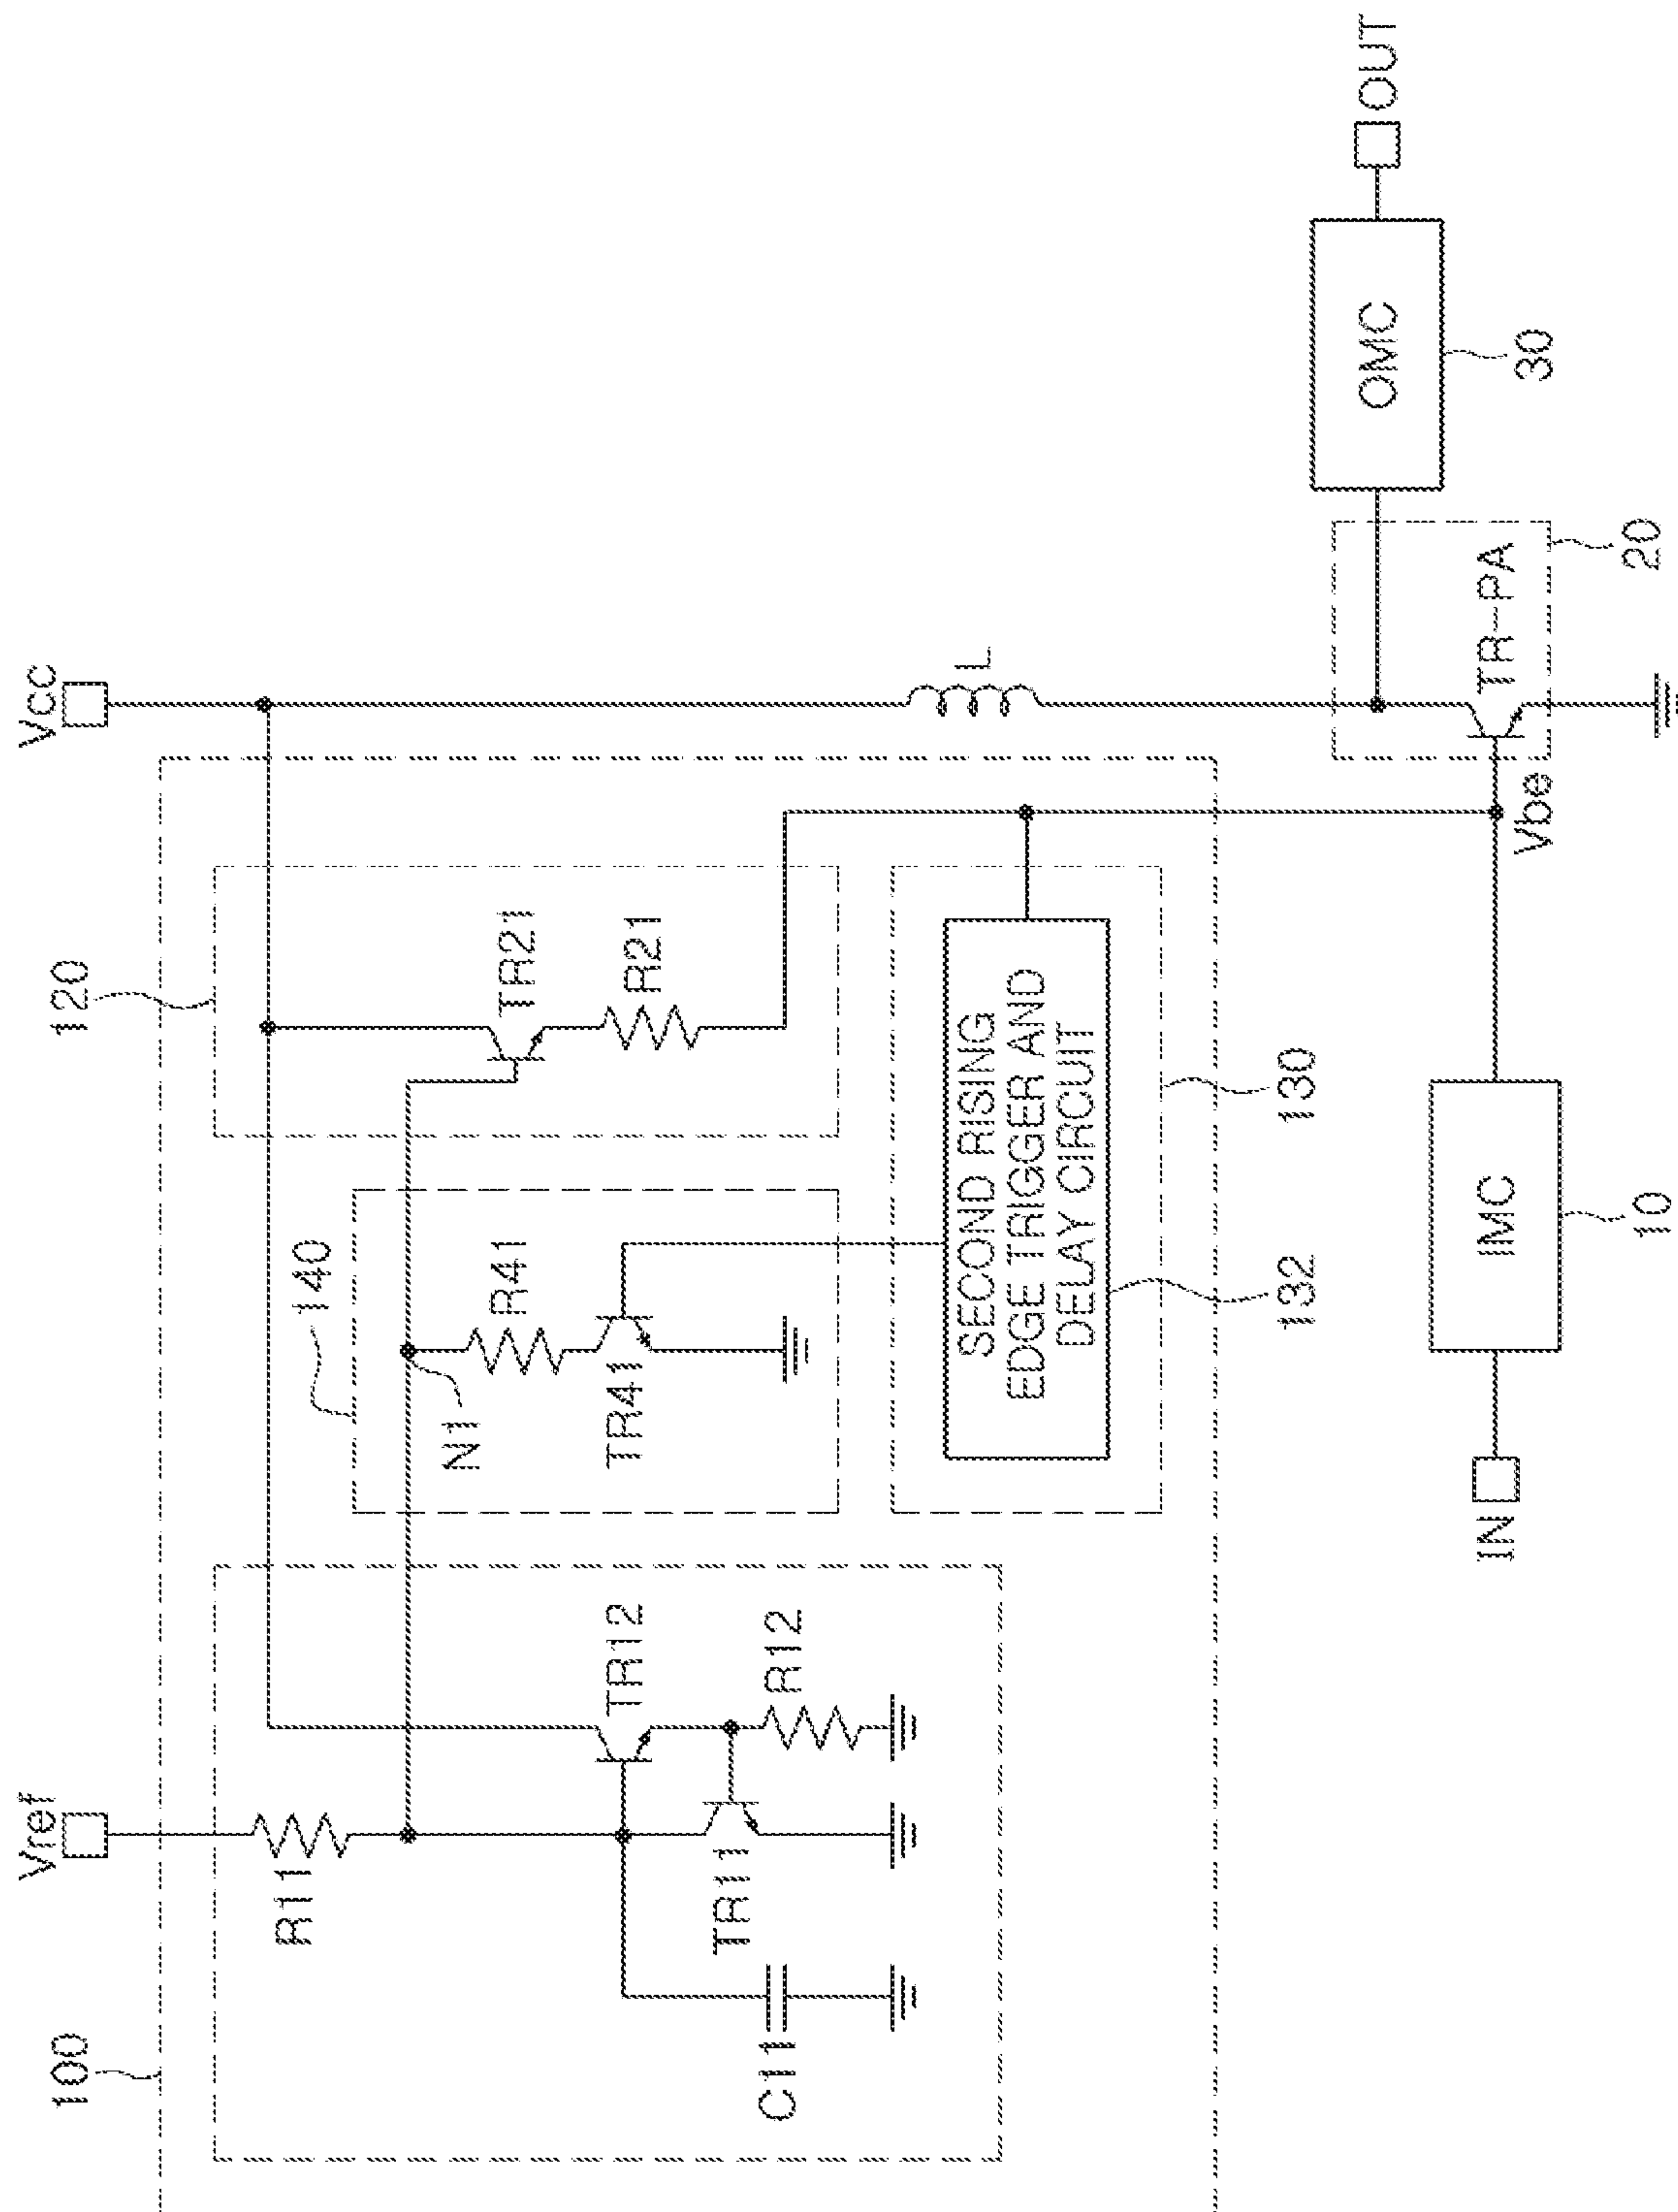 Vref
Vcc
100
120
140
R11
N1
R41
TR41
TR21
R21
TR12
R12
TR11
C11
L
SECOND RISING
EDGE TRIGGER AND
DELAY CIRCUIT
130
132
Vbe
TR-PA
20
OMC
30
OUT
IN
IMC
10